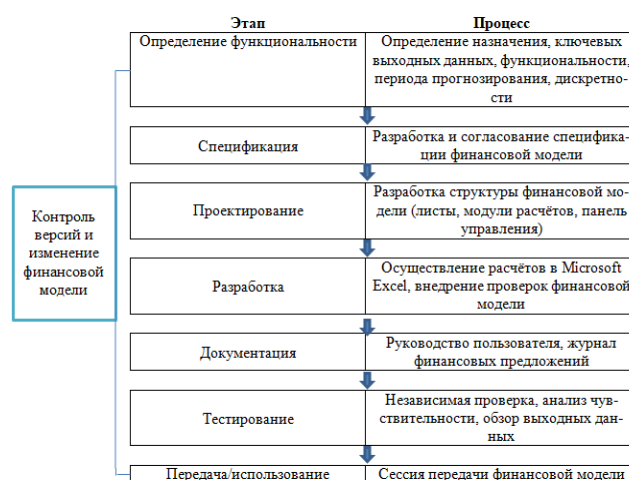 Этап
Процесс
Определение функциональности
Определение назначения, ключевых
выходных данных, функциональности,
периода прогнозирования, дискретно-
сти
Спецификация
Разработка и согласование специфика-
ции финансовой модели
Проектирование
Разработка структуры финансовой мо-
дели (листы, модули расчётов, панель
управления)
Контроль
версий и
изменение
финансовой
модели
Разработка
Осуществление расчётов в Microsoft
Excel, внедрение проверок финансовой
модели
Документация
Руководство пользователя, журнал
финансовых предложений
Тестирование
Независимая проверка, анализ чув-
ствительности, обзор выходных дан-
ных
Передача/использование
Сессия передачи финансовой модели